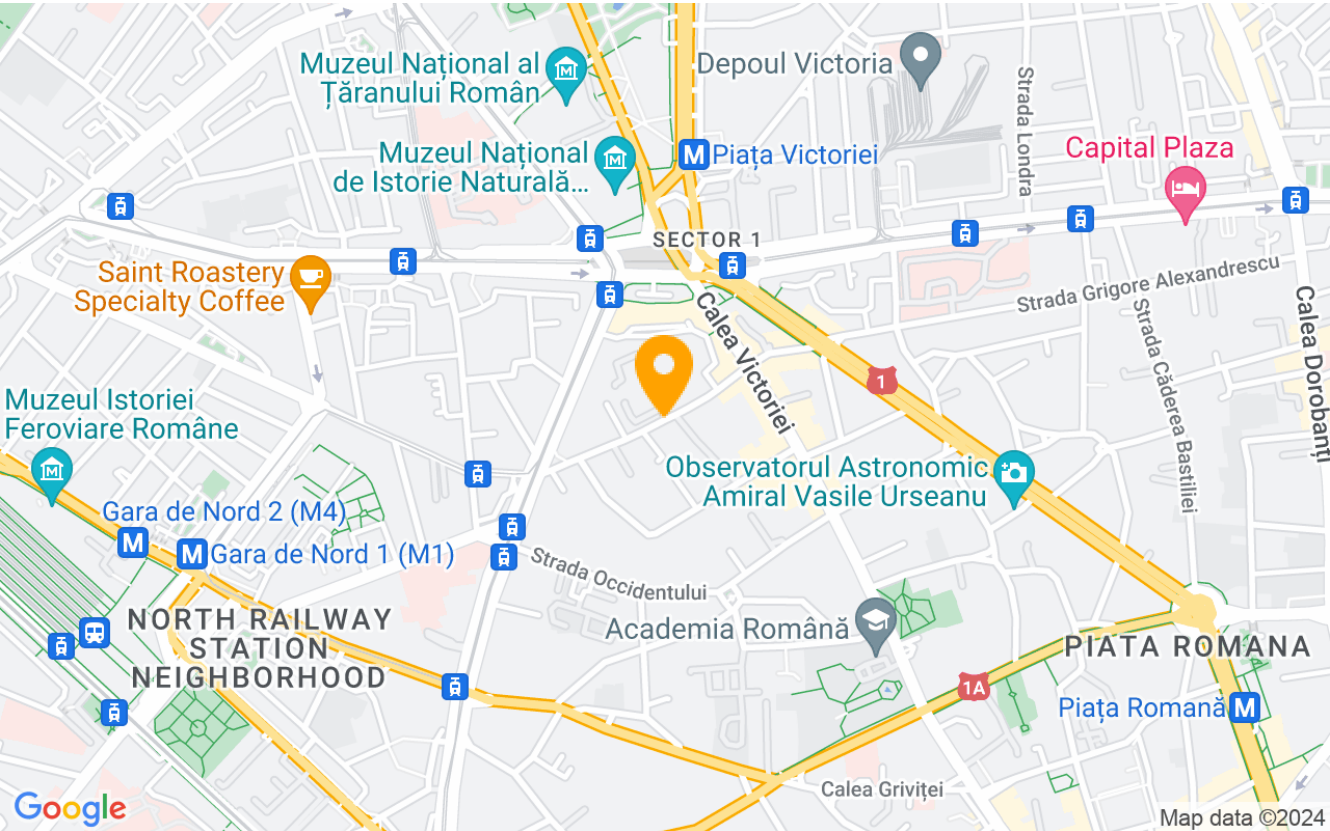 Muzeul Național al
Țăranului Român
Depoul Victoria
Strada Londra
Muzeul Național
de Istorie Naturală...
M
Piața Victoriei
Capital Plaza
SECTOR 1
Saint Roastery
Specialty Coffee
Strada Grigore Alexandrescu
Calea Victoriei
Strada Căderea Bastiliei
Calea Dorobanți
1
Muzeul Istoriei
Feroviare Române
Observatorul Astronomic
Amiral Vasile Urseanu
Gara de Nord 2 (M4)
M
M
Gara de Nord 1 (M1)
Strada Occidentului
NORTH RAILWAY
STATION
NEIGHBORHOOD
Academia Română
PIATA ROMANA
1A
Piața Romană
M
Calea Griviței
Google
Map data ©2024